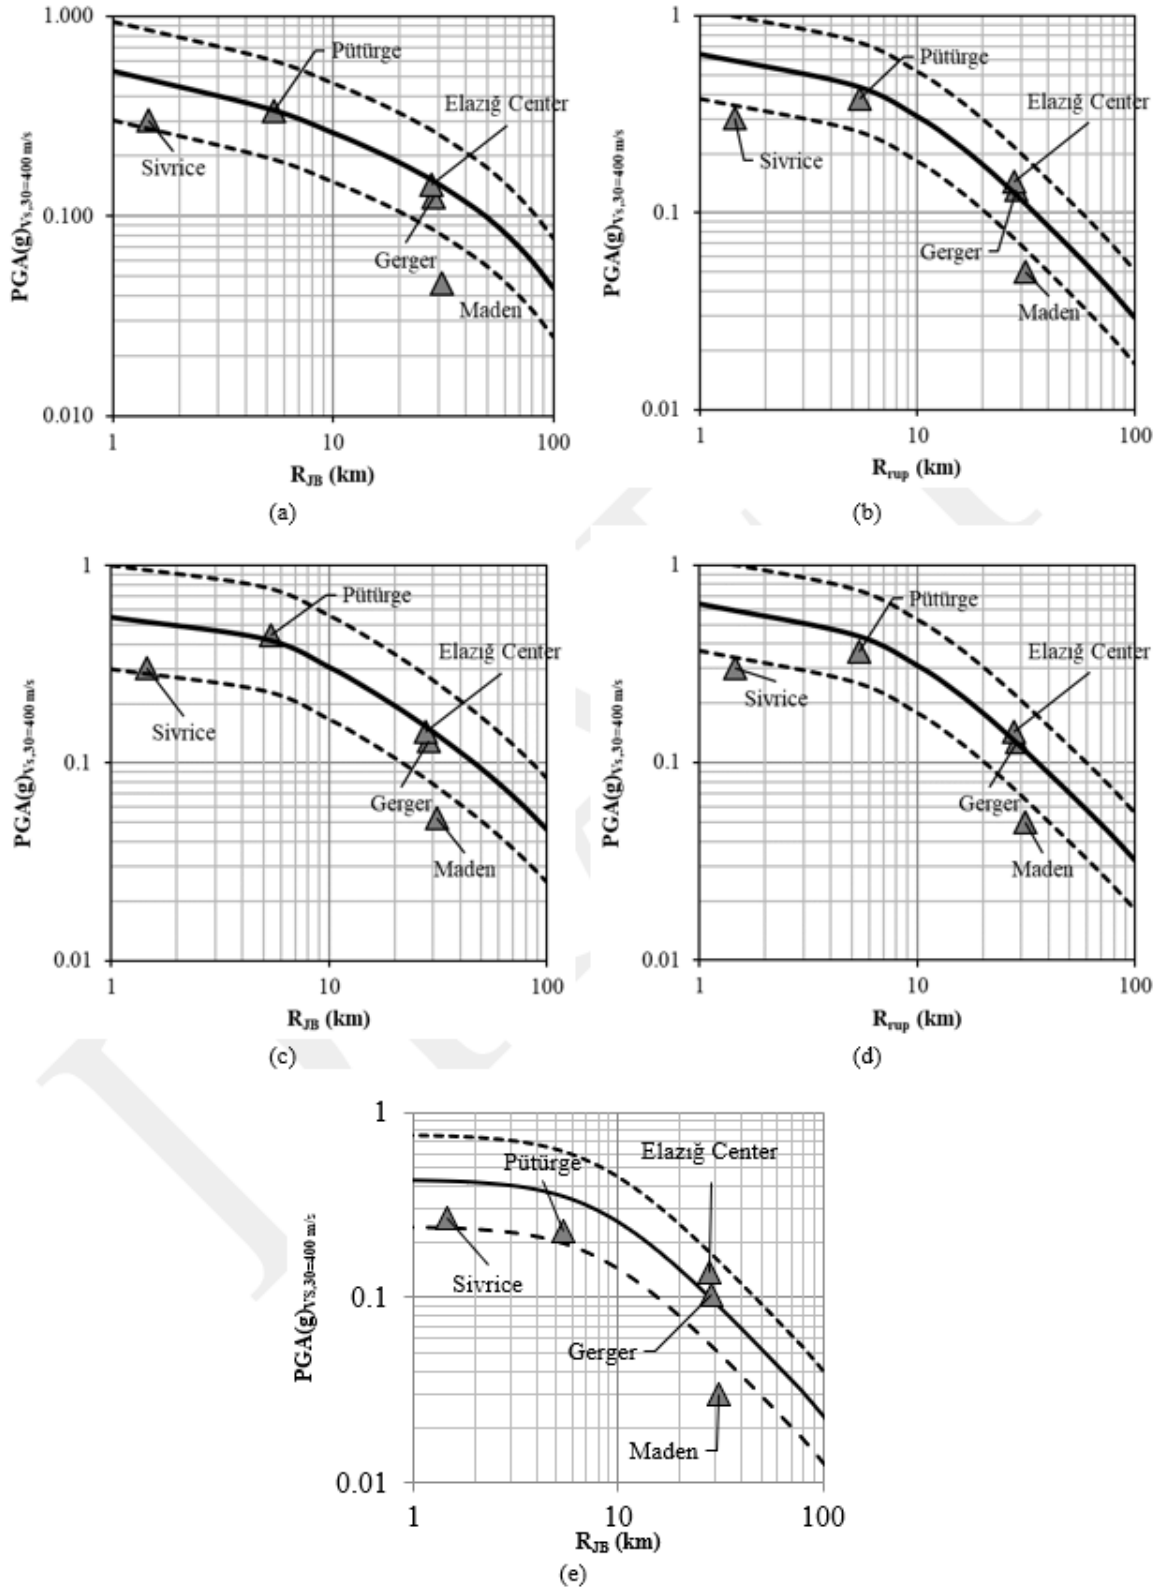 1.000
0.100
0.010
PGA(g)Vs,30=400 m/s
Pütürge
Elazığ Center
Sivrice
Gerger
Maden
1 10 100
R_JB (km)
(a)
1
0.1
0.01
PGA(g)Vs,30=400 m/s
Pütürge
Elazığ Center
Sivrice
Gerger
Maden
1 10 100
R_rup (km)
(b)
1
0.1
0.01
PGA(g)Vs,30=400 m/s
Pütürge
Elazığ Center
Sivrice
Gerger
Maden
1 10 100
R_JB (km)
(c)
1
0.1
0.01
PGA(g)Vs,30=400 m/s
Pütürge
Elazığ Center
Sivrice
Gerger
Maden
1 10 100
R_rup (km)
(d)
1
0.1
0.01
PGA(g)VS,30=400 m/s
Pütürge
Elazığ Center
Sivrice
Gerger
Maden
1 10 100
R_JB (km)
(e)